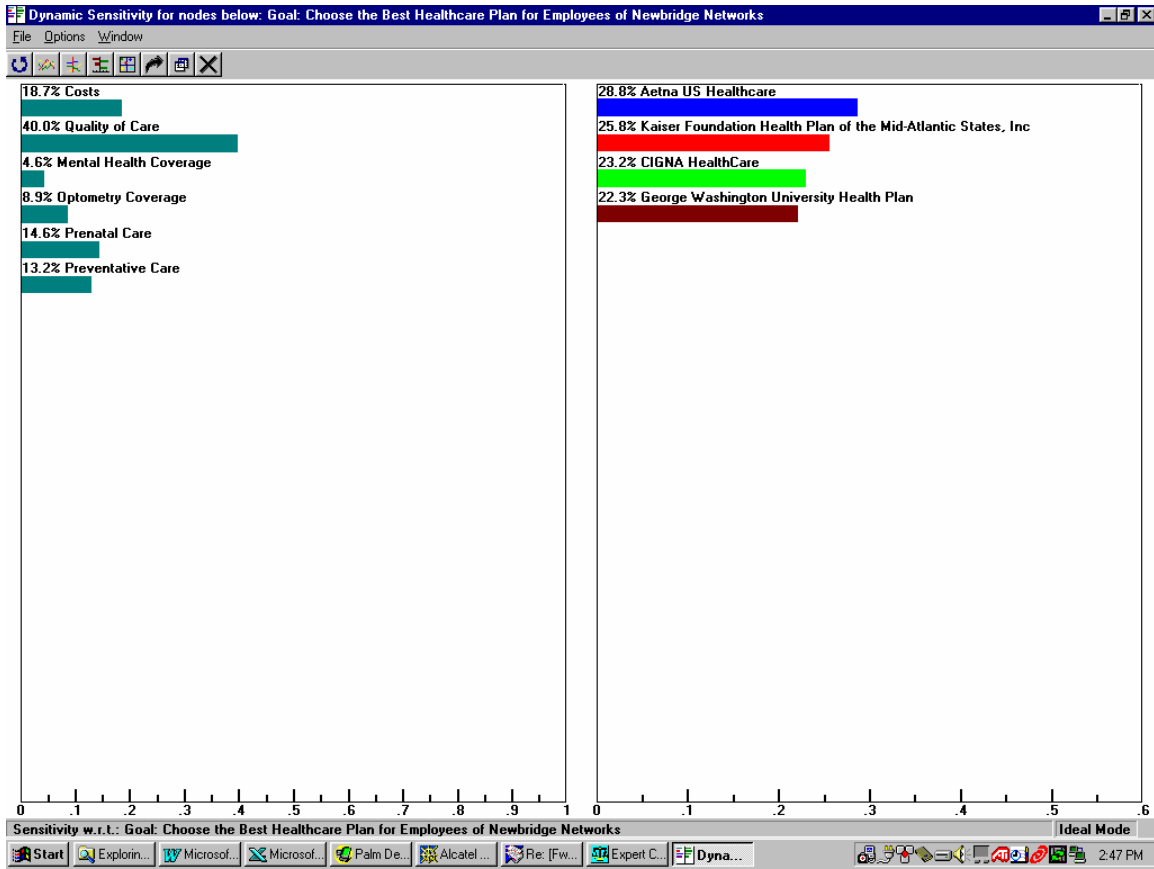 Dynamic Sensitivity for nodes below: Goal: Choose the Best Healthcare Plan for Employees of Newbridge Networks
File Options Window
18.7% Costs
40.0% Quality of Care
4.6% Mental Health Coverage
8.9% Optometry Coverage
14.6% Prenatal Care
13.2% Preventative Care
0 .1 .2 .3 .4 .5 .6 .7 .8 .9 1
28.8% Aetna US Healthcare
25.8% Kaiser Foundation Health Plan of the Mid-Atlantic States, Inc
23.2% CIGNA HealthCare
22.3% George Washington University Health Plan
0 .1 .2 .3 .4 .5 .6
Sensitivity w.r.t.: Goal: Choose the Best Healthcare Plan for Employees of Newbridge Networks Ideal Mode
Start Explorin... Microsof... Microsof... Palm De... Alcatel ... Re: [Fw... Expert C... Dyna... 2:47 PM